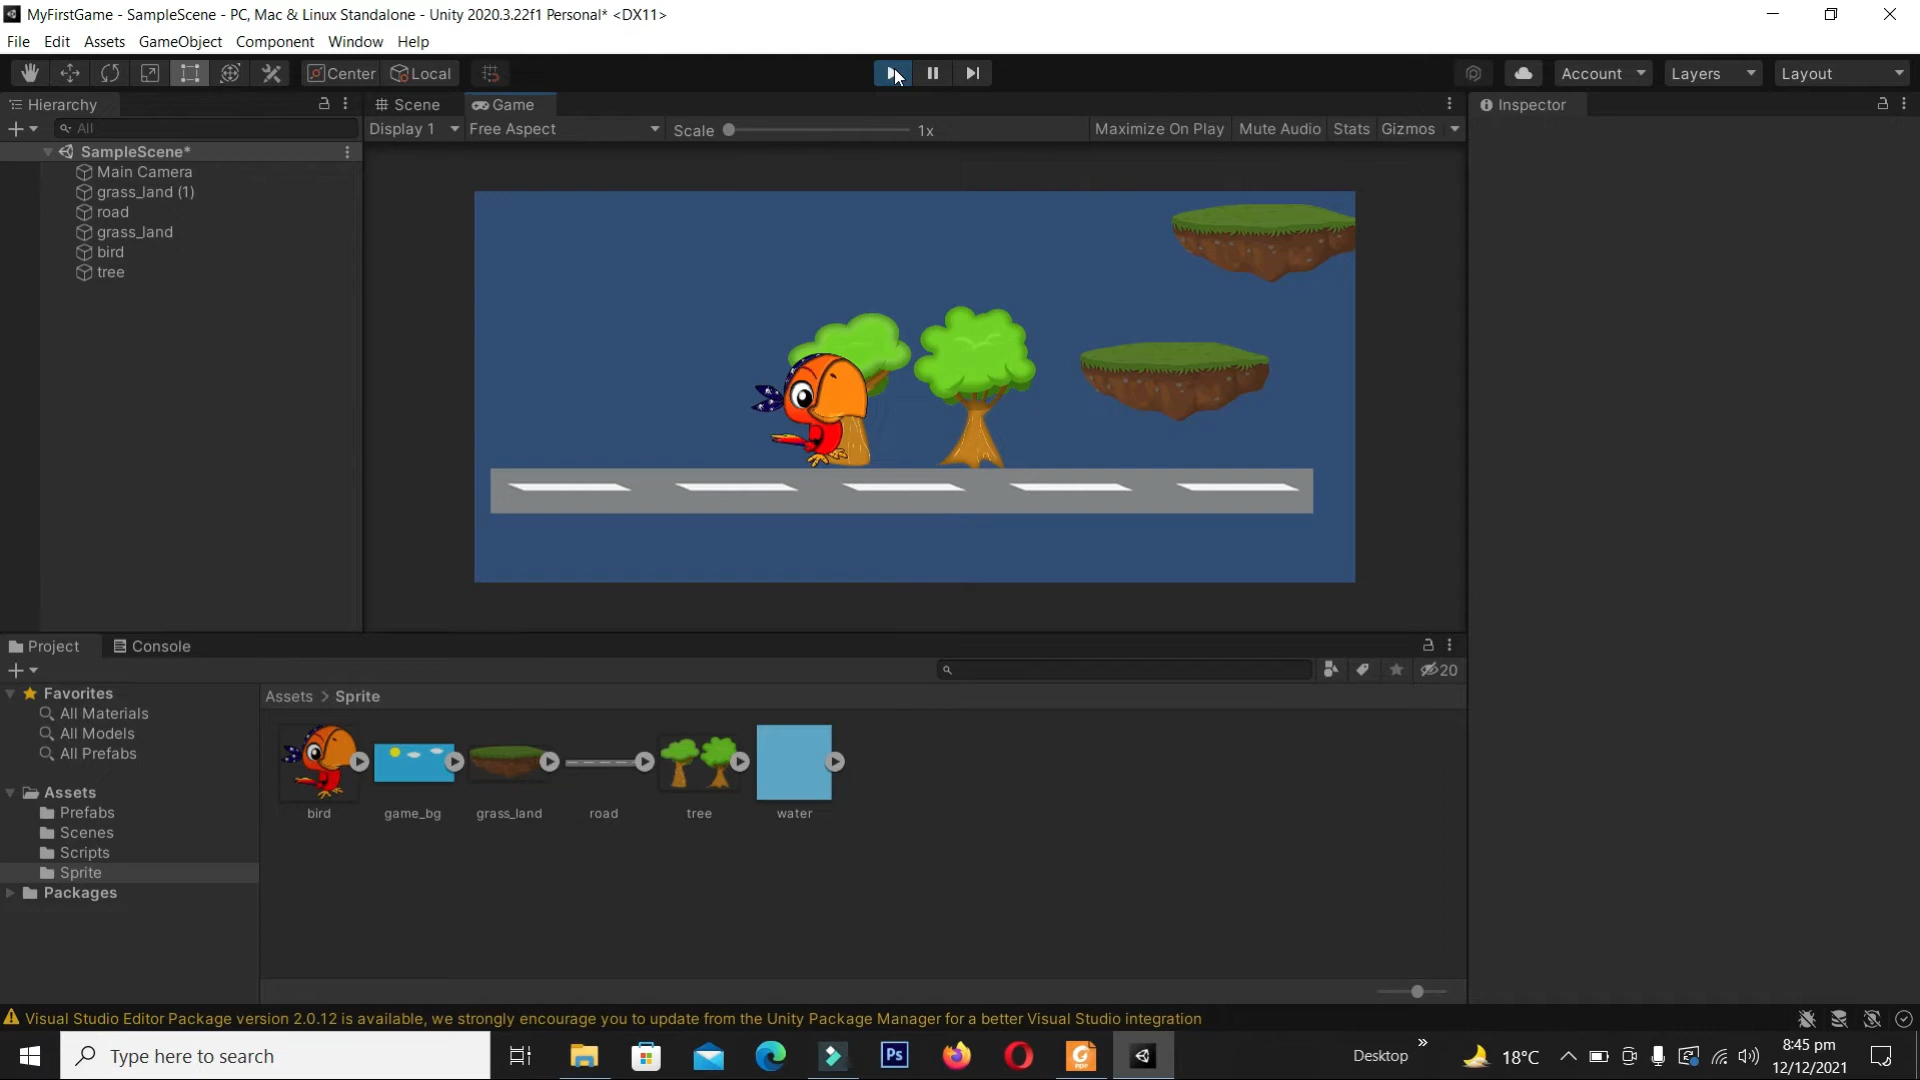 MyFirstGame - SampleScene - PC, Mac & Linux Standalone - Unity 2020.3.22f1 Personal* <DX11>
File Edit Assets GameObject Component Window Help
Center Local Account Layers Layout
Hierarchy
All
SampleScene*
Main Camera
grass_land (1)
road
grass_land
bird
tree
Scene Game
Display 1 Free Aspect Scale 1x Maximize On Play Mute Audio Stats Gizmos
Inspector
Project Console
20
Favorites
All Materials
All Models
All Prefabs
Assets
Prefabs
Scenes
Scripts
Sprite
Packages
Assets > Sprite
bird game_bg grass_land road tree water
Visual Studio Editor Package version 2.0.12 is available, we strongly encourage you to update from the Unity Package Manager for a better Visual Studio integration
Type here to search
Ps
Desktop
18°C
8:45 pm
12/12/2021